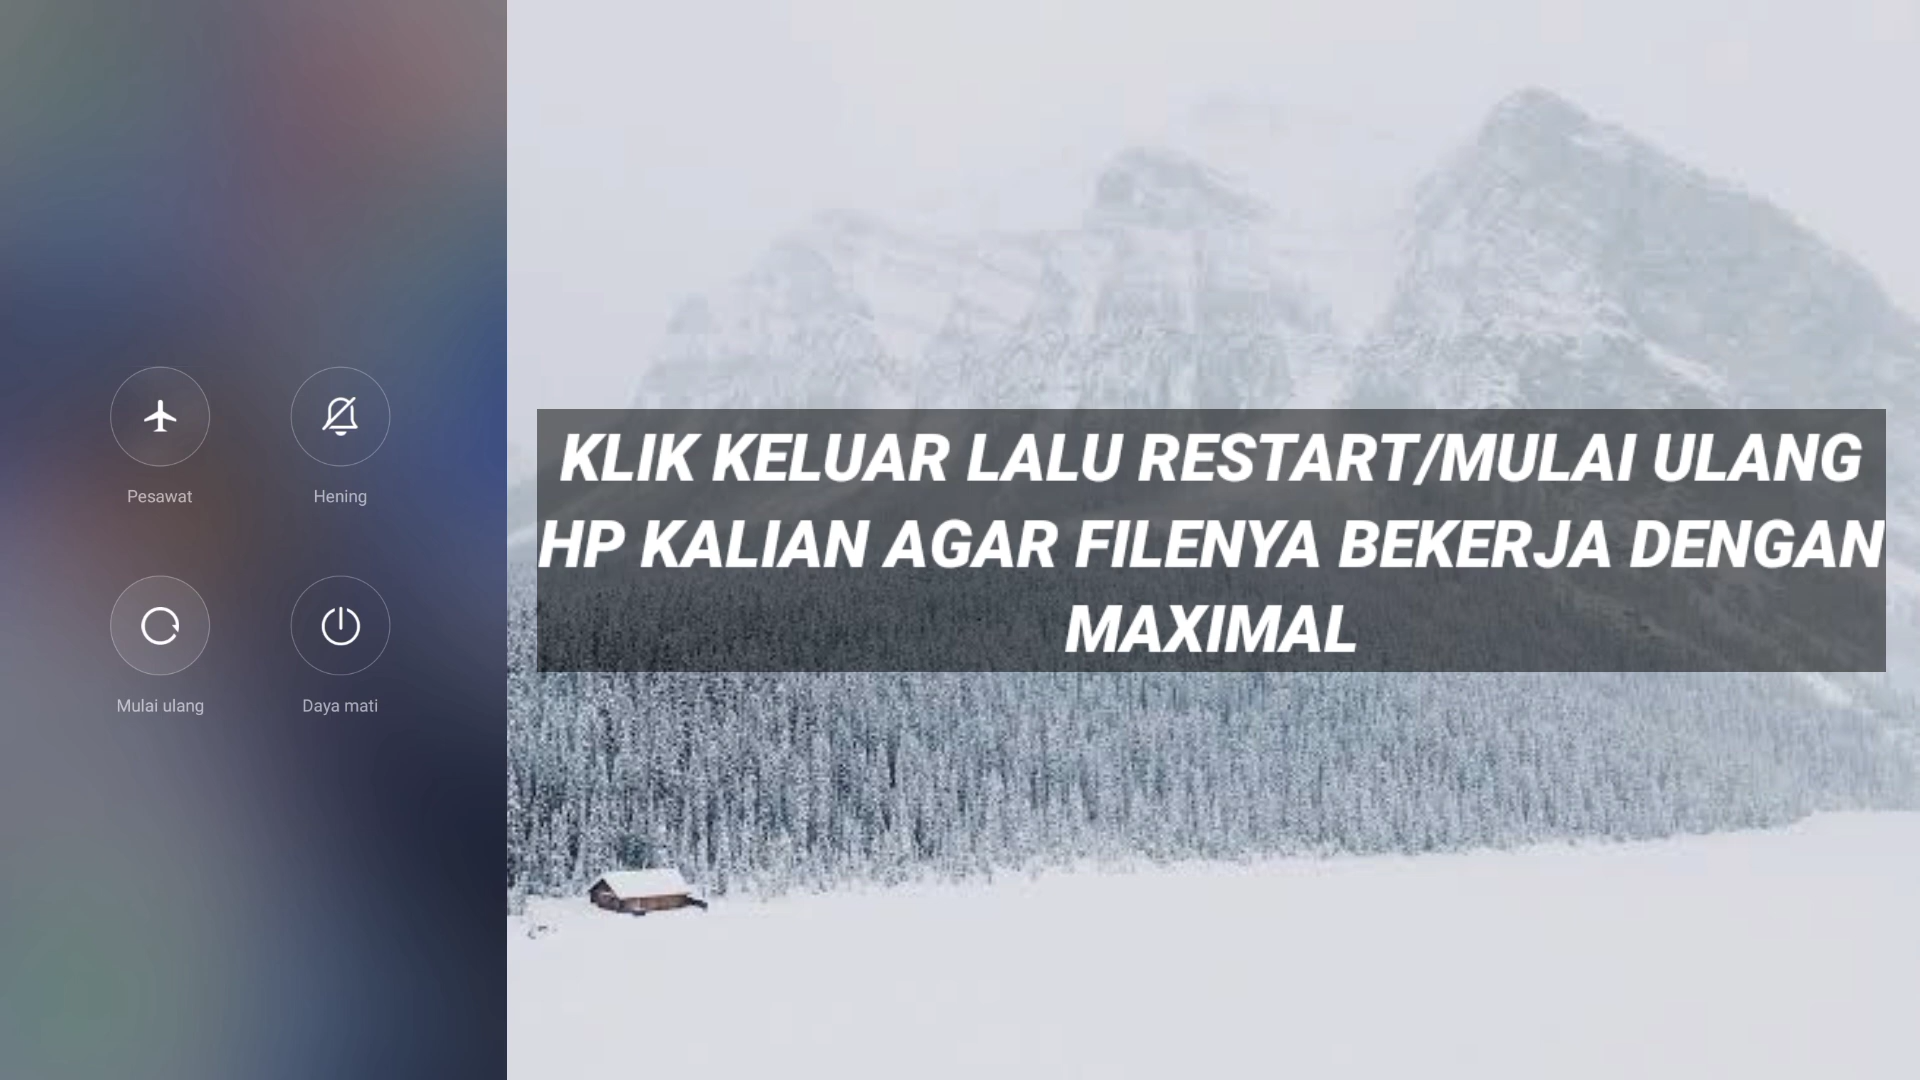 Pesawat
Hening
Mulai ulang
Daya mati
KLIK KELUAR LALU RESTART/MULAI ULANG
HP KALIAN AGAR FILENYA BEKERJA DENGAN
MAXIMAL